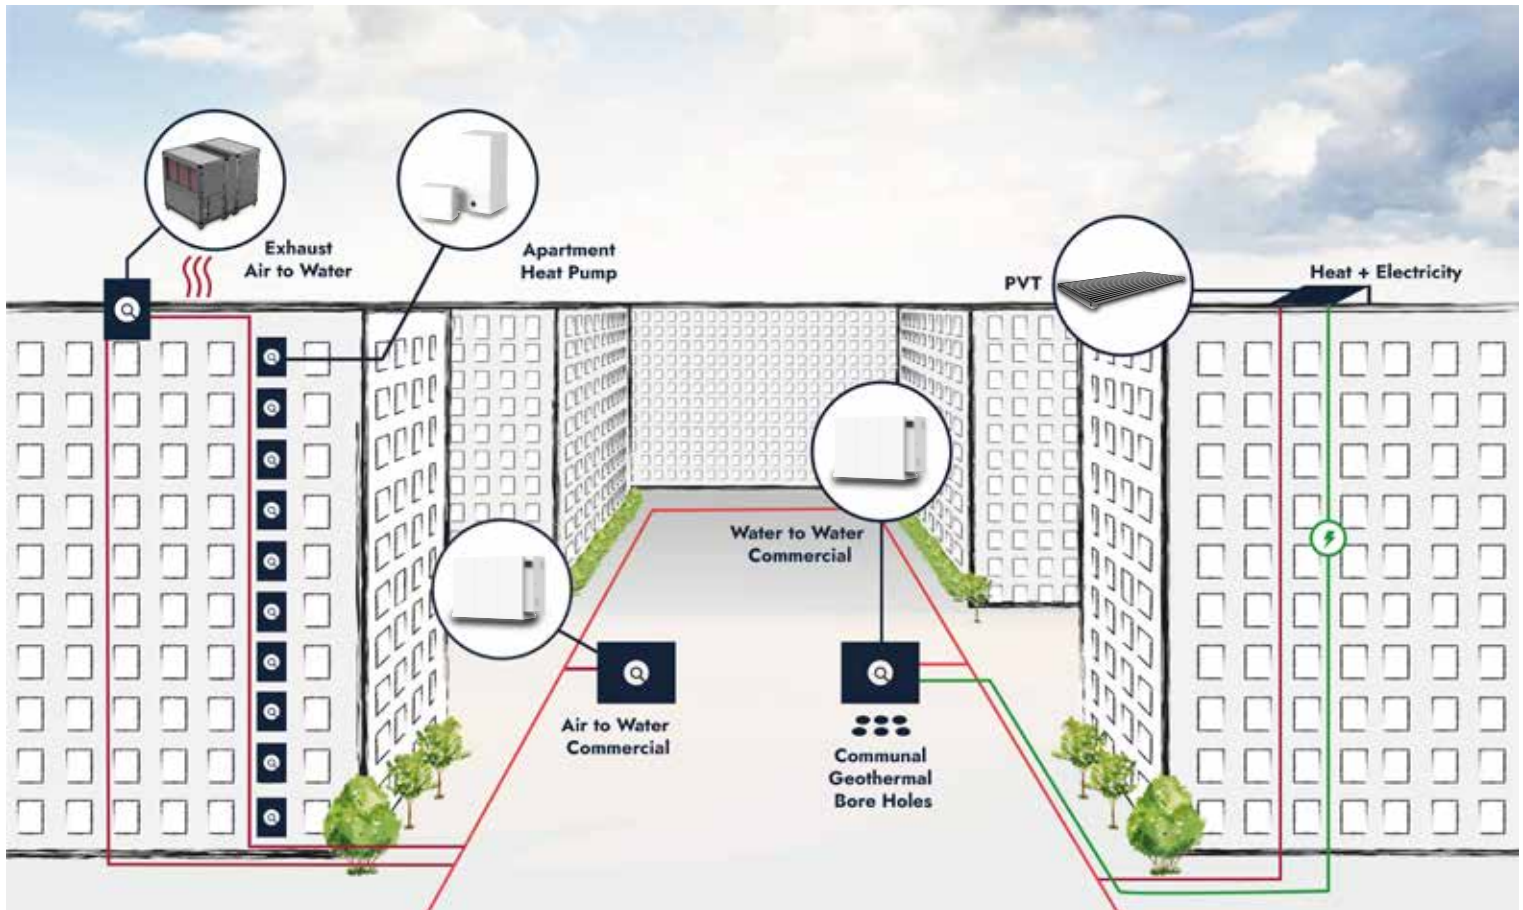 Exhaust
Air to Water
Apartment
Heat Pump
PVT
Heat + Electricity
Water to Water
Commercial
Air to Water
Commercial
Communal
Geothermal
Bore Holes